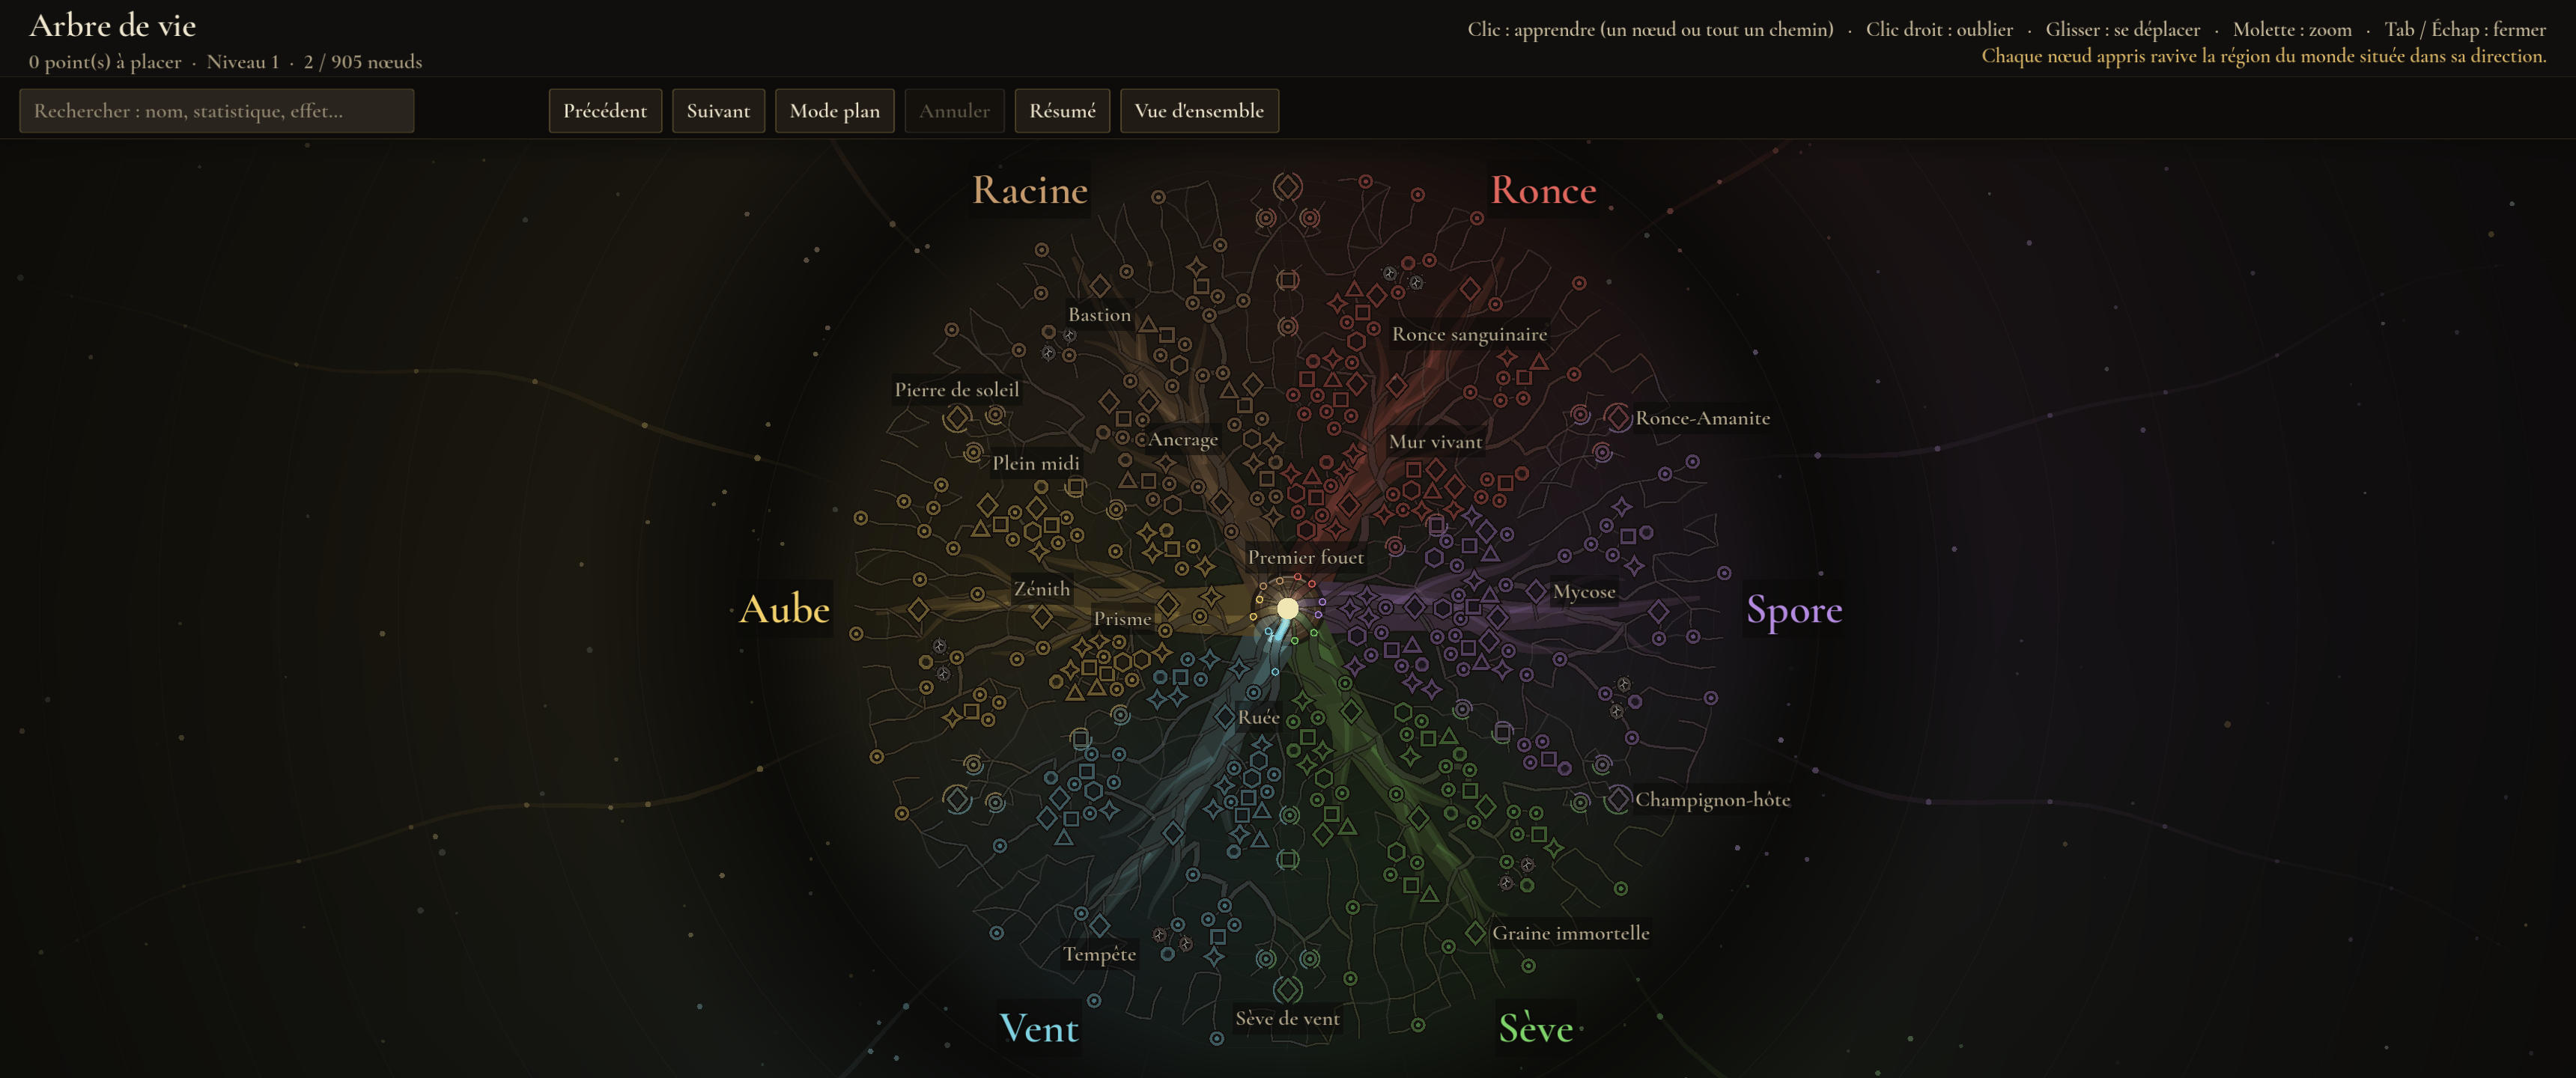 Arbre de vie
0 point(s) à placer · Niveau 1 · 2 / 905 nœuds
Clic : apprendre (un nœud ou tout un chemin) · Clic droit : oublier · Glisser : se déplacer · Molette : zoom · Tab / Échap : fermer
Chaque nœud appris ravive la région du monde située dans sa direction.
Rechercher : nom, statistique, effet...
Précédent
Suivant
Mode plan
Annuler
Résumé
Vue d'ensemble
Racine
Ronce
Bastion
Ronce sanguinaire
Pierre de soleil
Ronce-Amanite
Ancrage
Mur vivant
Plein midi
Premier fouet
Zénith
Mycose
Aube
Prisme
Spore
Ruée
Champignon-hôte
Graine immortelle
Tempête
Sève de vent
Vent
Sève